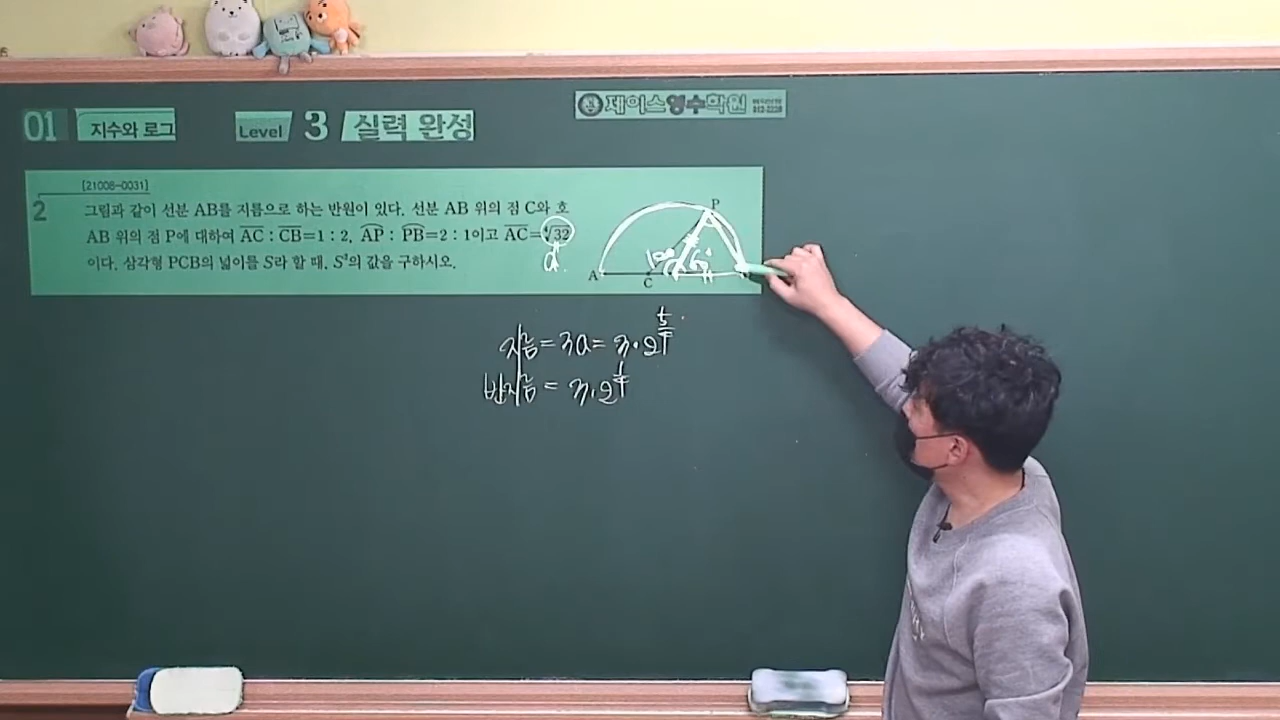 01 지수와 로그 Level 3 실력 완성
제이스영수학원
[21008-0031]
2 그림과 같이 선분 AB를 지름으로 하는 반원이 있다. 선분 AB 위의 점 C와 호
AB 위의 점 P에 대하여 AC : CB=1 : 2, AP : PB=2 : 1이고 AC=∜32
이다. 삼각형 PCB의 넓이를 S라 할 때, S⁴의 값을 구하시오.
a
P
A
C
지름 = 3a = 3·2^{5/4}
반지름 = 3·2^{1/4}